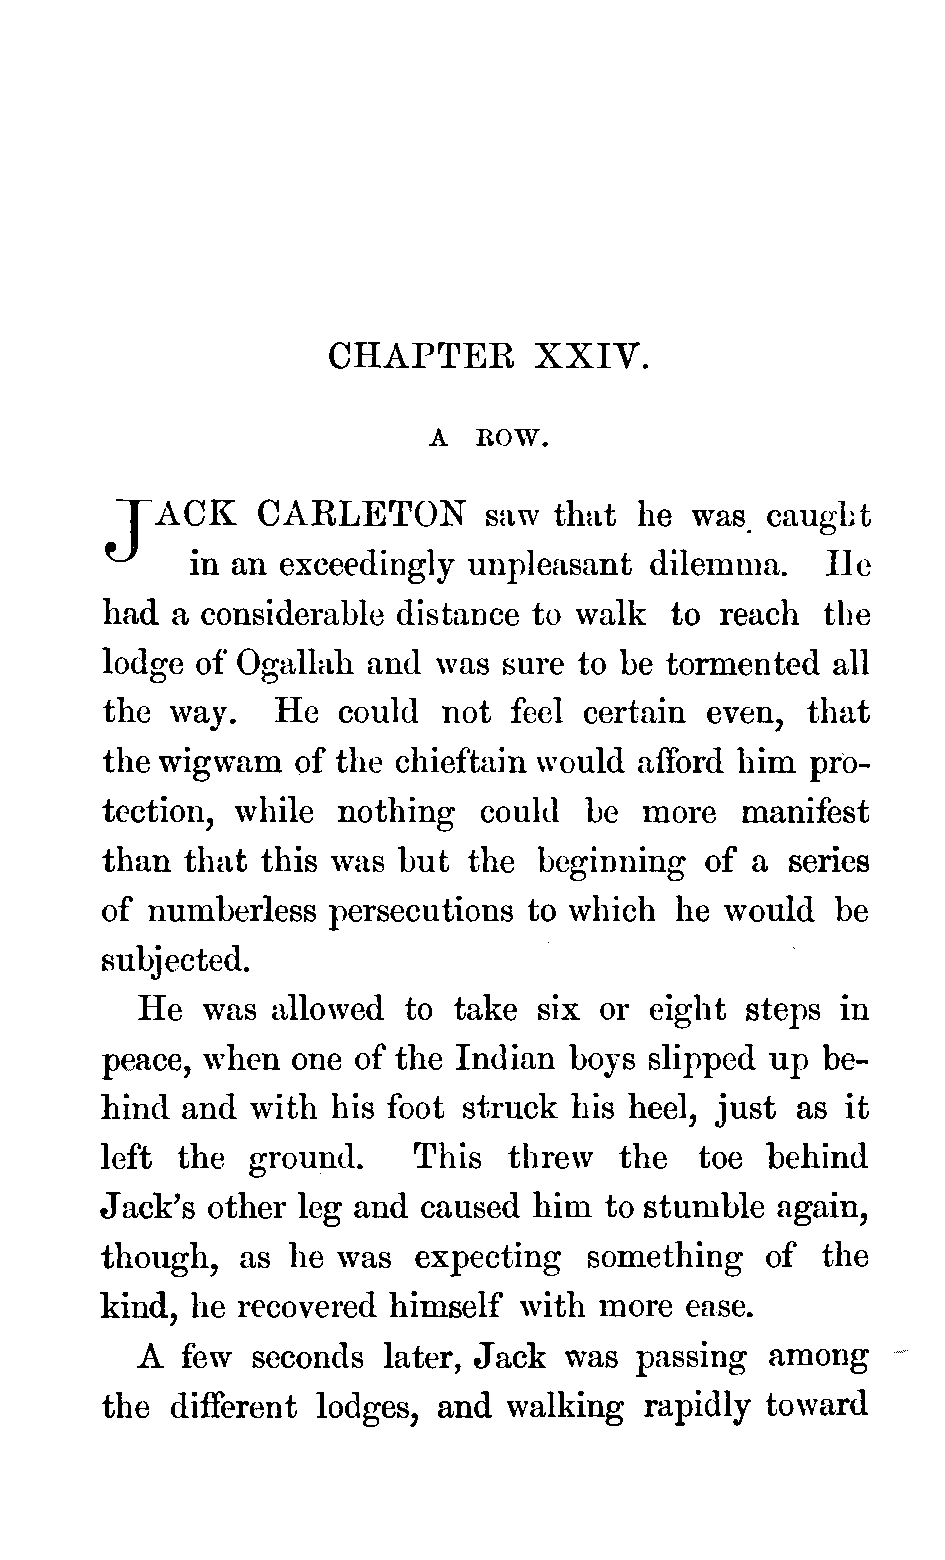 CHAPTER XXIV.
A ROW.
JACK CARLETON saw that he was caught
in an exceedingly unpleasant dilemma. He
had a considerable distance to walk to reach the
lodge of Ogallah and was sure to be tormented all
the way. He could not feel certain even, that
the wigwam of the chieftain would afford him pro-
tection, while nothing could be more manifest
than that this was but the beginning of a series
of numberless persecutions to which he would be
subjected.
He was allowed to take six or eight steps in
peace, when one of the Indian boys slipped up be-
hind and with his foot struck his heel, just as it
left the ground. This threw the toe behind
Jack's other leg and caused him to stumble again,
though, as he was expecting something of the
kind, he recovered himself with more ease.
A few seconds later, Jack was passing among
the different lodges, and walking rapidly toward